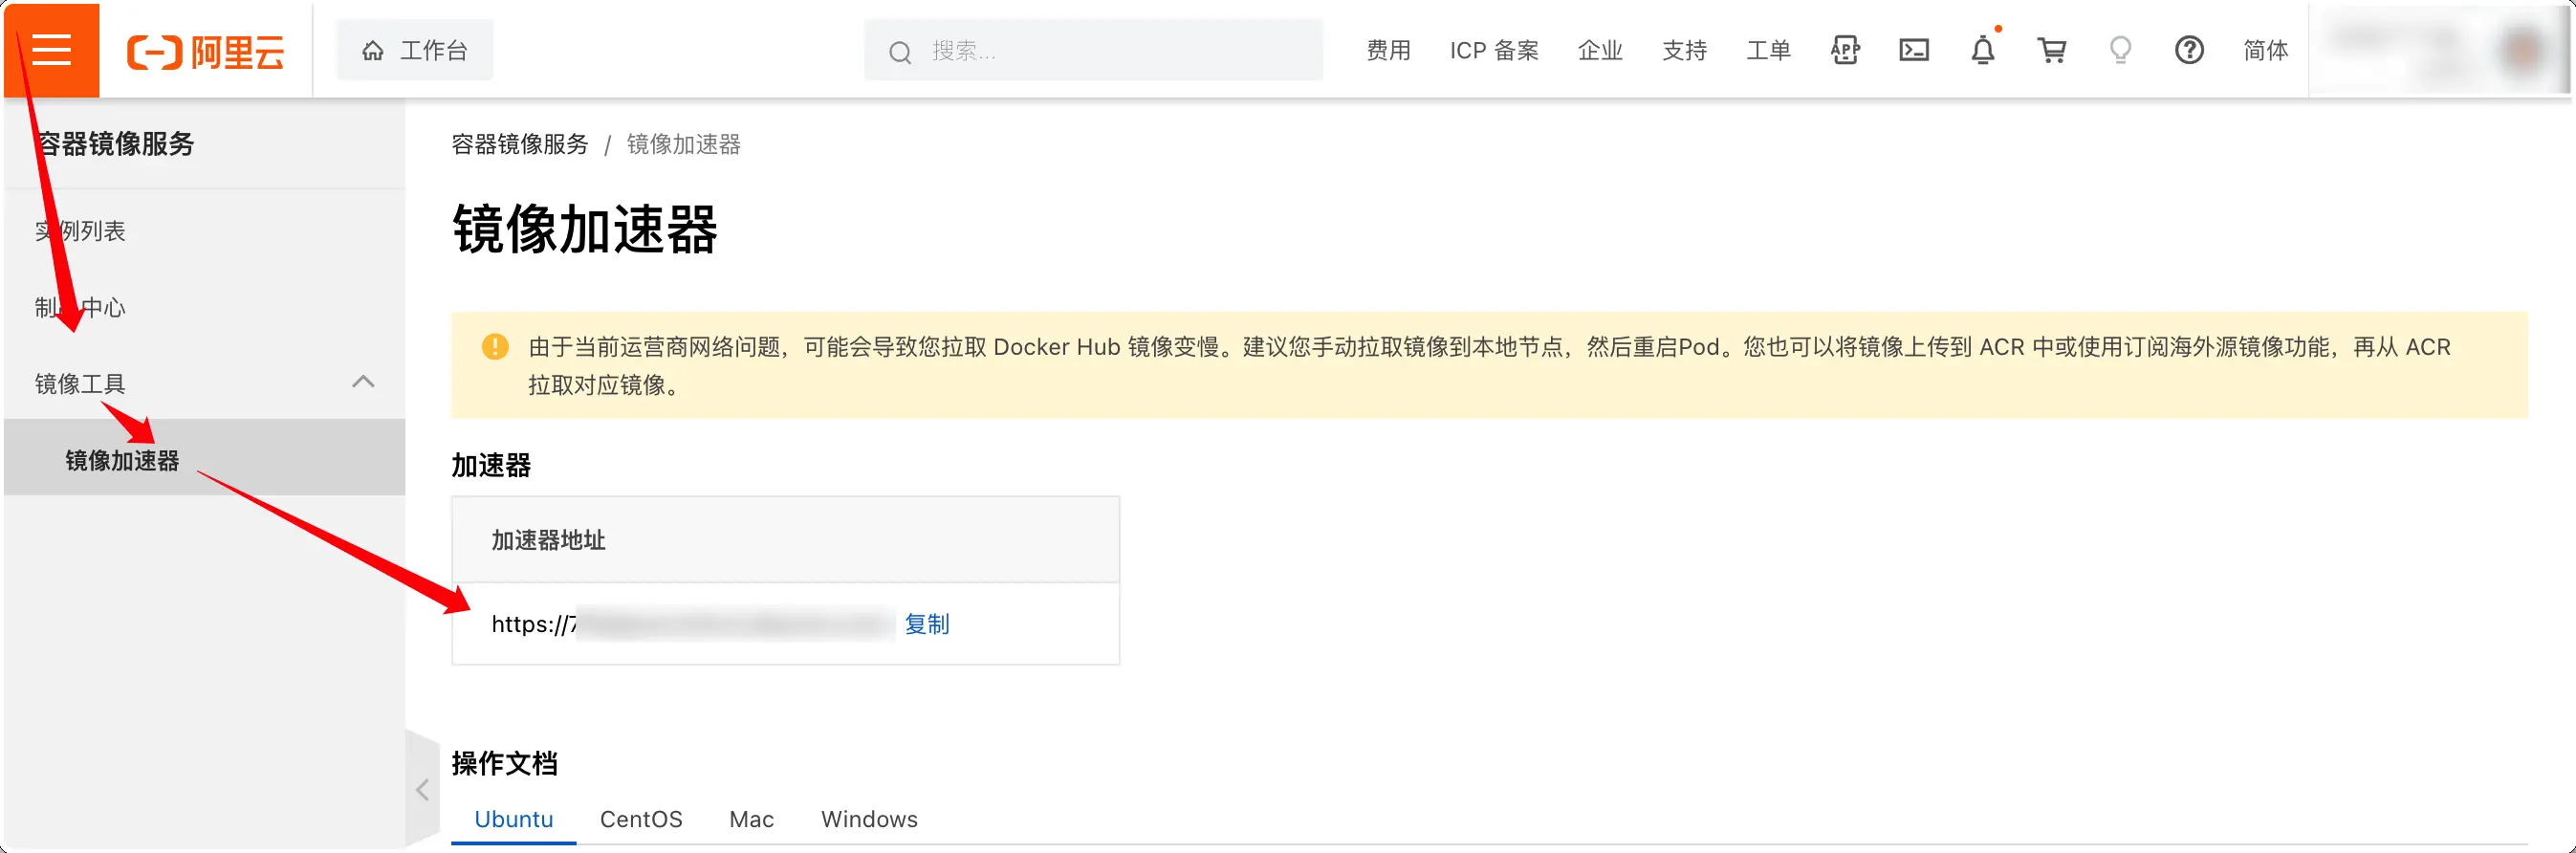 阿里云
工作台
搜索...
费用
ICP 备案
企业
支持
工单
APP
简体
容器镜像服务
实例列表
制品中心
镜像工具
镜像加速器
容器镜像服务 / 镜像加速器
镜像加速器
由于当前运营商网络问题，可能会导致您拉取 Docker Hub 镜像变慢。建议您手动拉取镜像到本地节点，然后重启Pod。您也可以将镜像上传到 ACR 中或使用订阅海外源镜像功能，再从 ACR
拉取对应镜像。
加速器
加速器地址
https://7
复制
操作文档
Ubuntu
CentOS
Mac
Windows